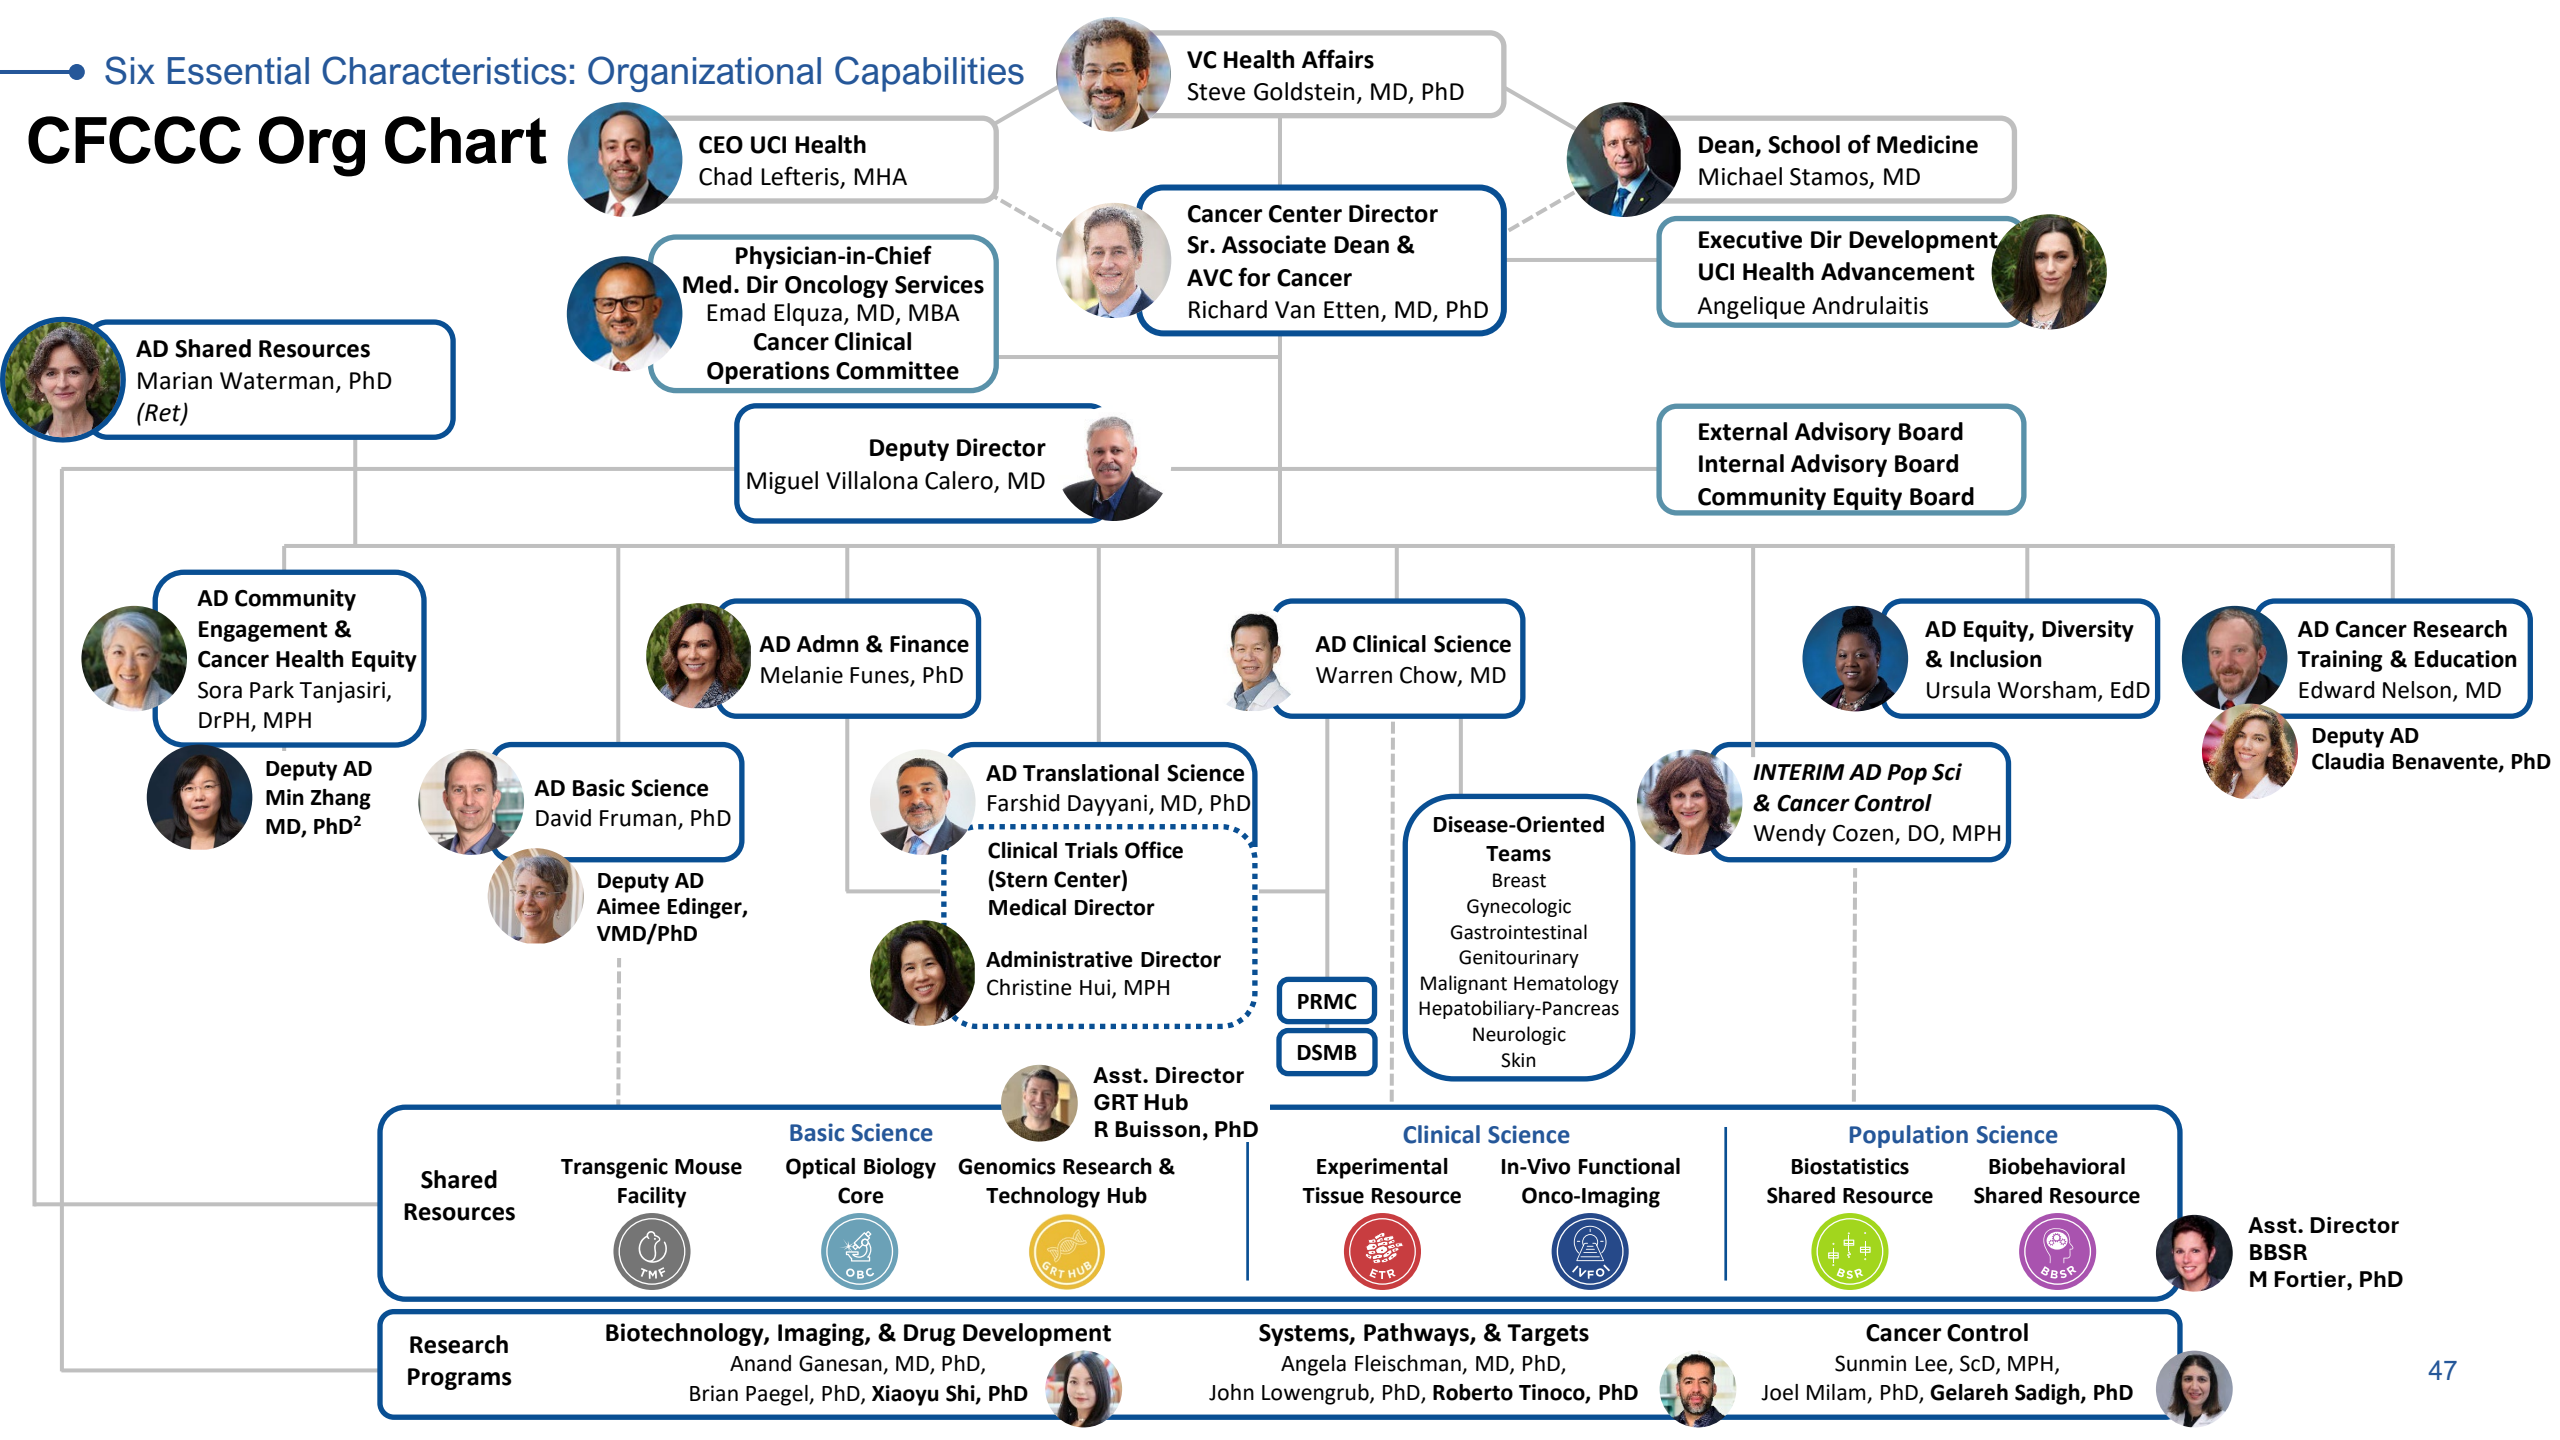 Six Essential Characteristics: Organizational Capabilities
CFCCC Org Chart
VC Health Affairs
Steve Goldstein, MD, PhD
CEO UCI Health
Chad Lefteris, MHA
Dean, School of Medicine
Michael Stamos, MD
Cancer Center Director
Sr. Associate Dean &
AVC for Cancer
Richard Van Etten, MD, PhD
Executive Dir Development
UCI Health Advancement
Angelique Andrulaitis
Physician-in-Chief
Med. Dir Oncology Services
Emad Elquza, MD, MBA
Cancer Clinical
Operations Committee
AD Shared Resources
Marian Waterman, PhD
(Ret)
Deputy Director
Miguel Villalona Calero, MD
External Advisory Board
Internal Advisory Board
Community Equity Board
AD Community
Engagement &
Cancer Health Equity
Sora Park Tanjasiri,
DrPH, MPH
Deputy AD
Min Zhang
MD, PhD²
AD Basic Science
David Fruman, PhD
Deputy AD
Aimee Edinger,
VMD/PhD
AD Admn & Finance
Melanie Funes, PhD
AD Translational Science
Farshid Dayyani, MD, PhD
Clinical Trials Office
(Stern Center)
Medical Director
Administrative Director
Christine Hui, MPH
AD Clinical Science
Warren Chow, MD
PRMC
DSMB
Disease-Oriented
Teams
Breast
Gynecologic
Gastrointestinal
Genitourinary
Malignant Hematology
Hepatobiliary-Pancreas
Neurologic
Skin
INTERIM AD Pop Sci
& Cancer Control
Wendy Cozen, DO, MPH
AD Equity, Diversity
& Inclusion
Ursula Worsham, EdD
AD Cancer Research
Training & Education
Edward Nelson, MD
Deputy AD
Claudia Benavente, PhD
Asst. Director
GRT Hub
R Buisson, PhD
Shared
Resources
Basic Science
Transgenic Mouse
Facility
TMF
Optical Biology
Core
OBC
Genomics Research &
Technology Hub
GRT HUB
Clinical Science
Experimental
Tissue Resource
ETR
In-Vivo Functional
Onco-Imaging
IVFOI
Population Science
Biostatistics
Shared Resource
BSR
Biobehavioral
Shared Resource
BBSR
Asst. Director
BBSR
M Fortier, PhD
Research
Programs
Biotechnology, Imaging, & Drug Development
Anand Ganesan, MD, PhD,
Brian Paegel, PhD, Xiaoyu Shi, PhD
Systems, Pathways, & Targets
Angela Fleischman, MD, PhD,
John Lowengrub, PhD, Roberto Tinoco, PhD
Cancer Control
Sunmin Lee, ScD, MPH,
Joel Milam, PhD, Gelareh Sadigh, PhD
47